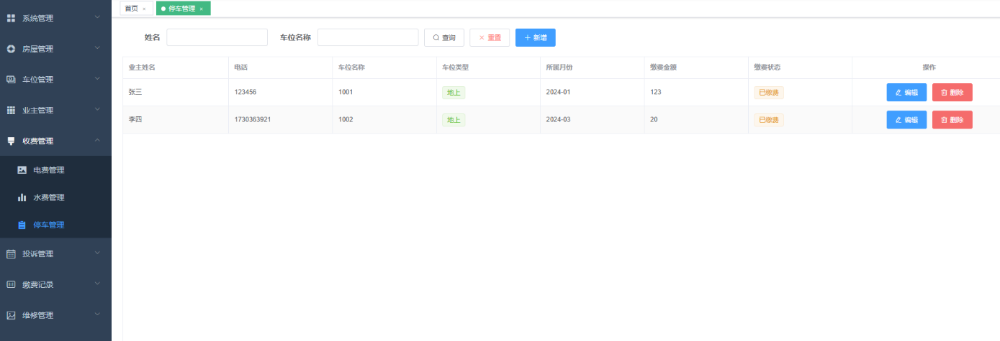 系统管理
房屋管理
车位管理
业主管理
收费管理
电费管理
水费管理
停车管理
投诉管理
缴费记录
维修管理
首页 × 停车管理 ×
姓名 车位名称 查询 × 重置 + 新增
业主姓名 电话 车位名称 车位类型 所属月份 缴费金额 缴费状态 操作
张三 123456 1001 地上 2024-01 123 已缴费 编辑 删除
李四 1730363921 1002 地上 2024-03 20 已缴费 编辑 删除